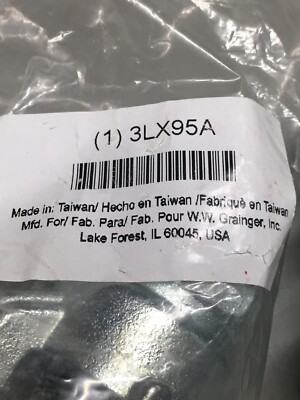 (1) 3LX95A
Made in: Taiwan/ Hecho en Taiwan /Fabriqué en Taiwan
Mfd. For/ Fab. Para/ Fab. Pour W.W. Grainger, Inc.
Lake Forest, IL 60045, USA